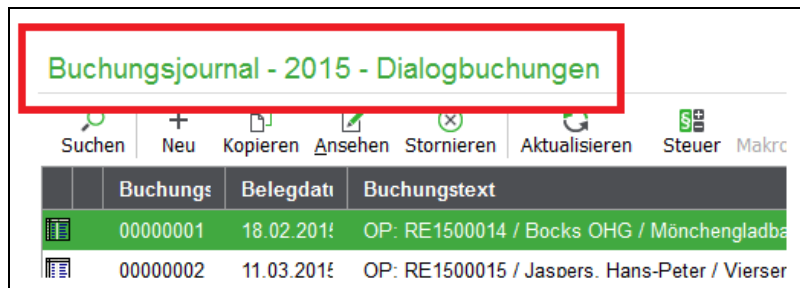 Buchungsjournal - 2015 - Dialogbuchungen
Suchen Neu Kopieren Ansehen Stornieren Aktualisieren Steuer Makro
Buchungs Belegdatu Buchungstext
00000001 18.02.2015 OP: RE1500014 / Bocks OHG / Mönchengladba
00000002 11.03.2015 OP: RE1500015 / Jaspers, Hans-Peter / Vierser